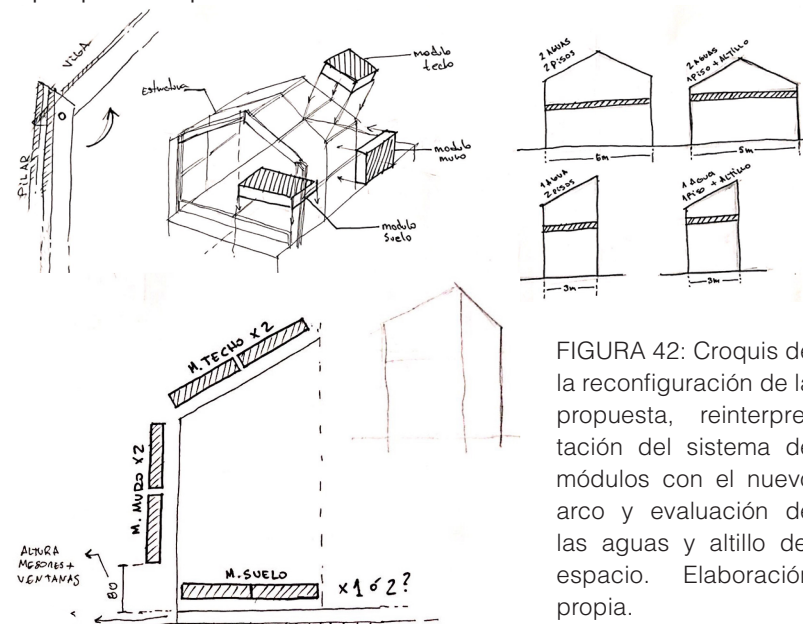 VIGA
PILAR
Estructura
modulo
techo
modulo
muro
modulo
Suelo
2 AGUAS
2 PISOS
5m
2 AGUAS
1 PISO + ALTILLO
5m
1 AGUA
2 PISOS
3m
1 AGUA
1 PISO + ALTILLO
3m
M. TECHO X 2
M. MURO X2
ALTURA
MESONES +
VENTANAS
80
M. SUELO
x 1 ó 2?
FIGURA 42: Croquis de
la reconfiguración de la
propuesta, reinterpre
tación del sistema de
módulos con el nuevo
arco y evaluación de
las aguas y altillo de
espacio. Elaboración
propia.